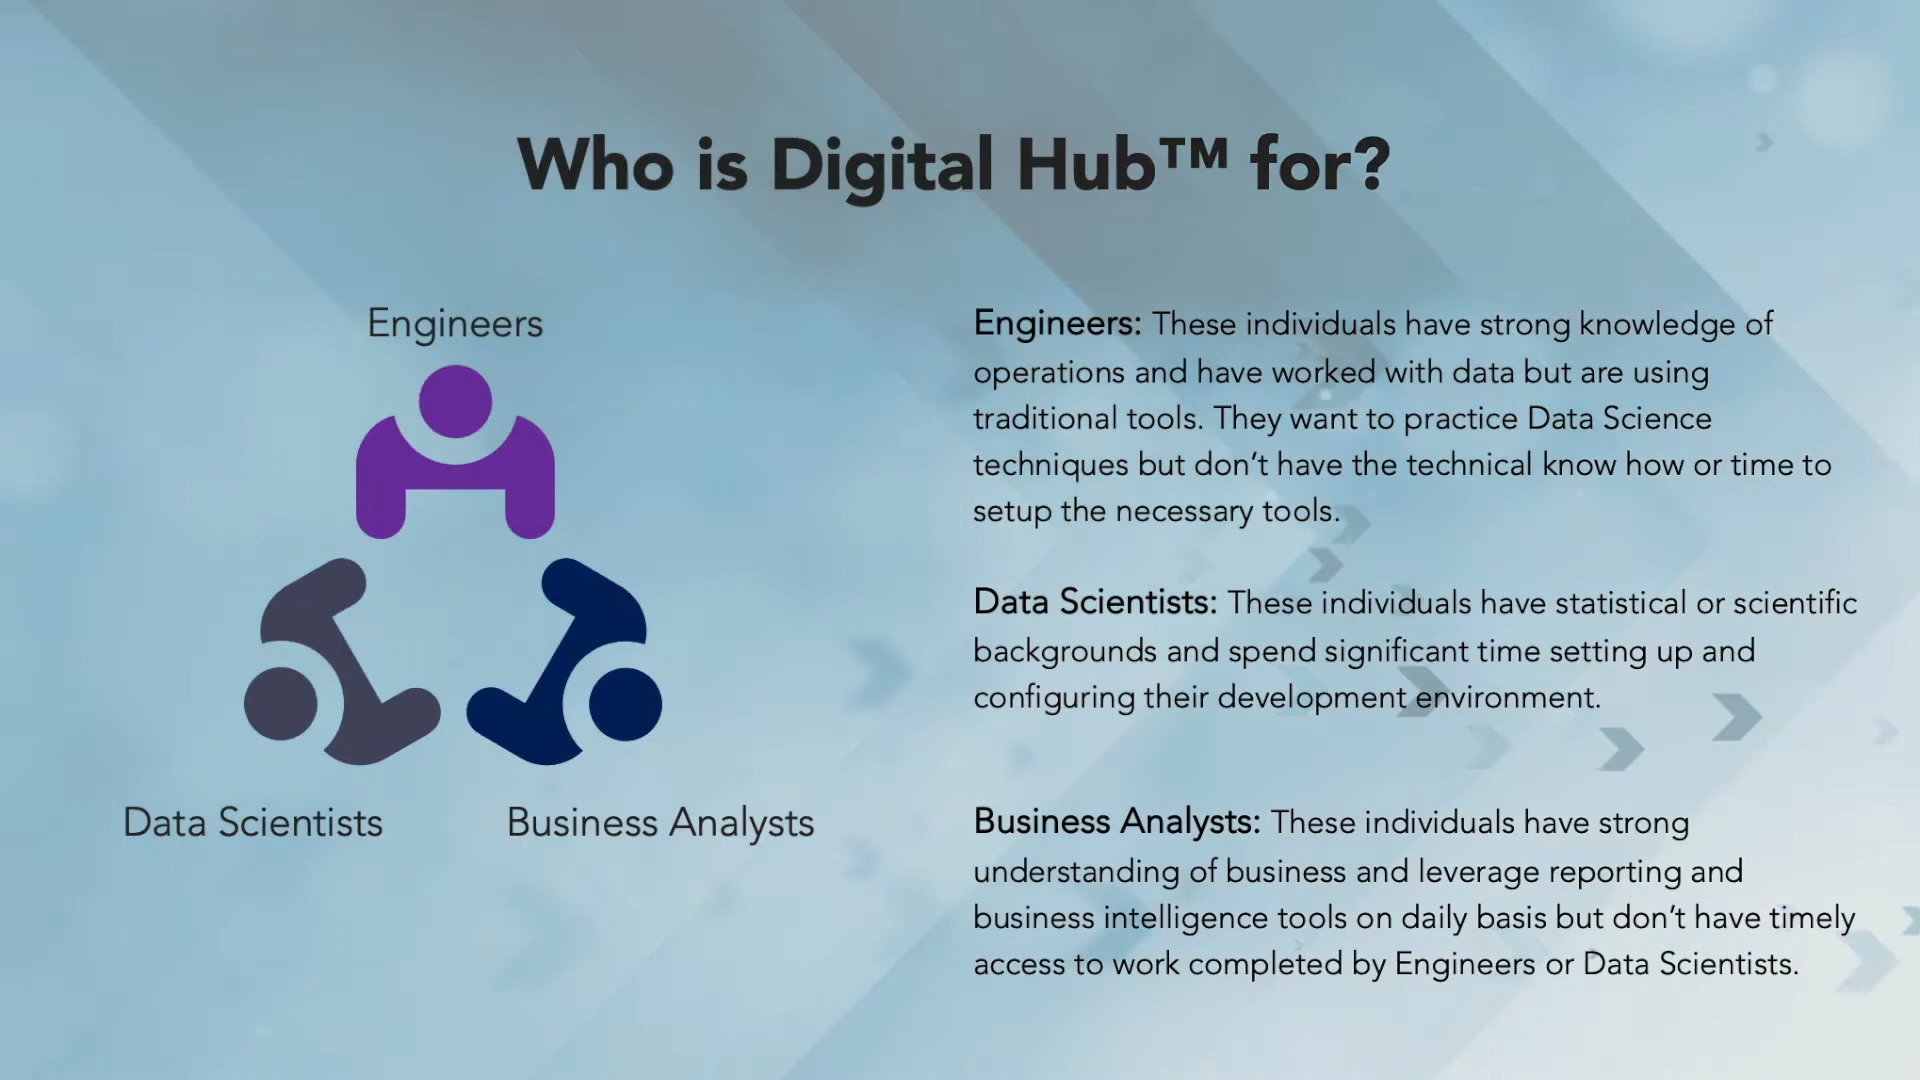 Who is Digital Hub™ for?
Engineers
Data Scientists
Business Analysts
Engineers: These individuals have strong knowledge of
operations and have worked with data but are using
traditional tools. They want to practice Data Science
techniques but don’t have the technical know how or time to
setup the necessary tools.
Data Scientists: These individuals have statistical or scientific
backgrounds and spend significant time setting up and
configuring their development environment.
Business Analysts: These individuals have strong
understanding of business and leverage reporting and
business intelligence tools on daily basis but don’t have timely
access to work completed by Engineers or Data Scientists.